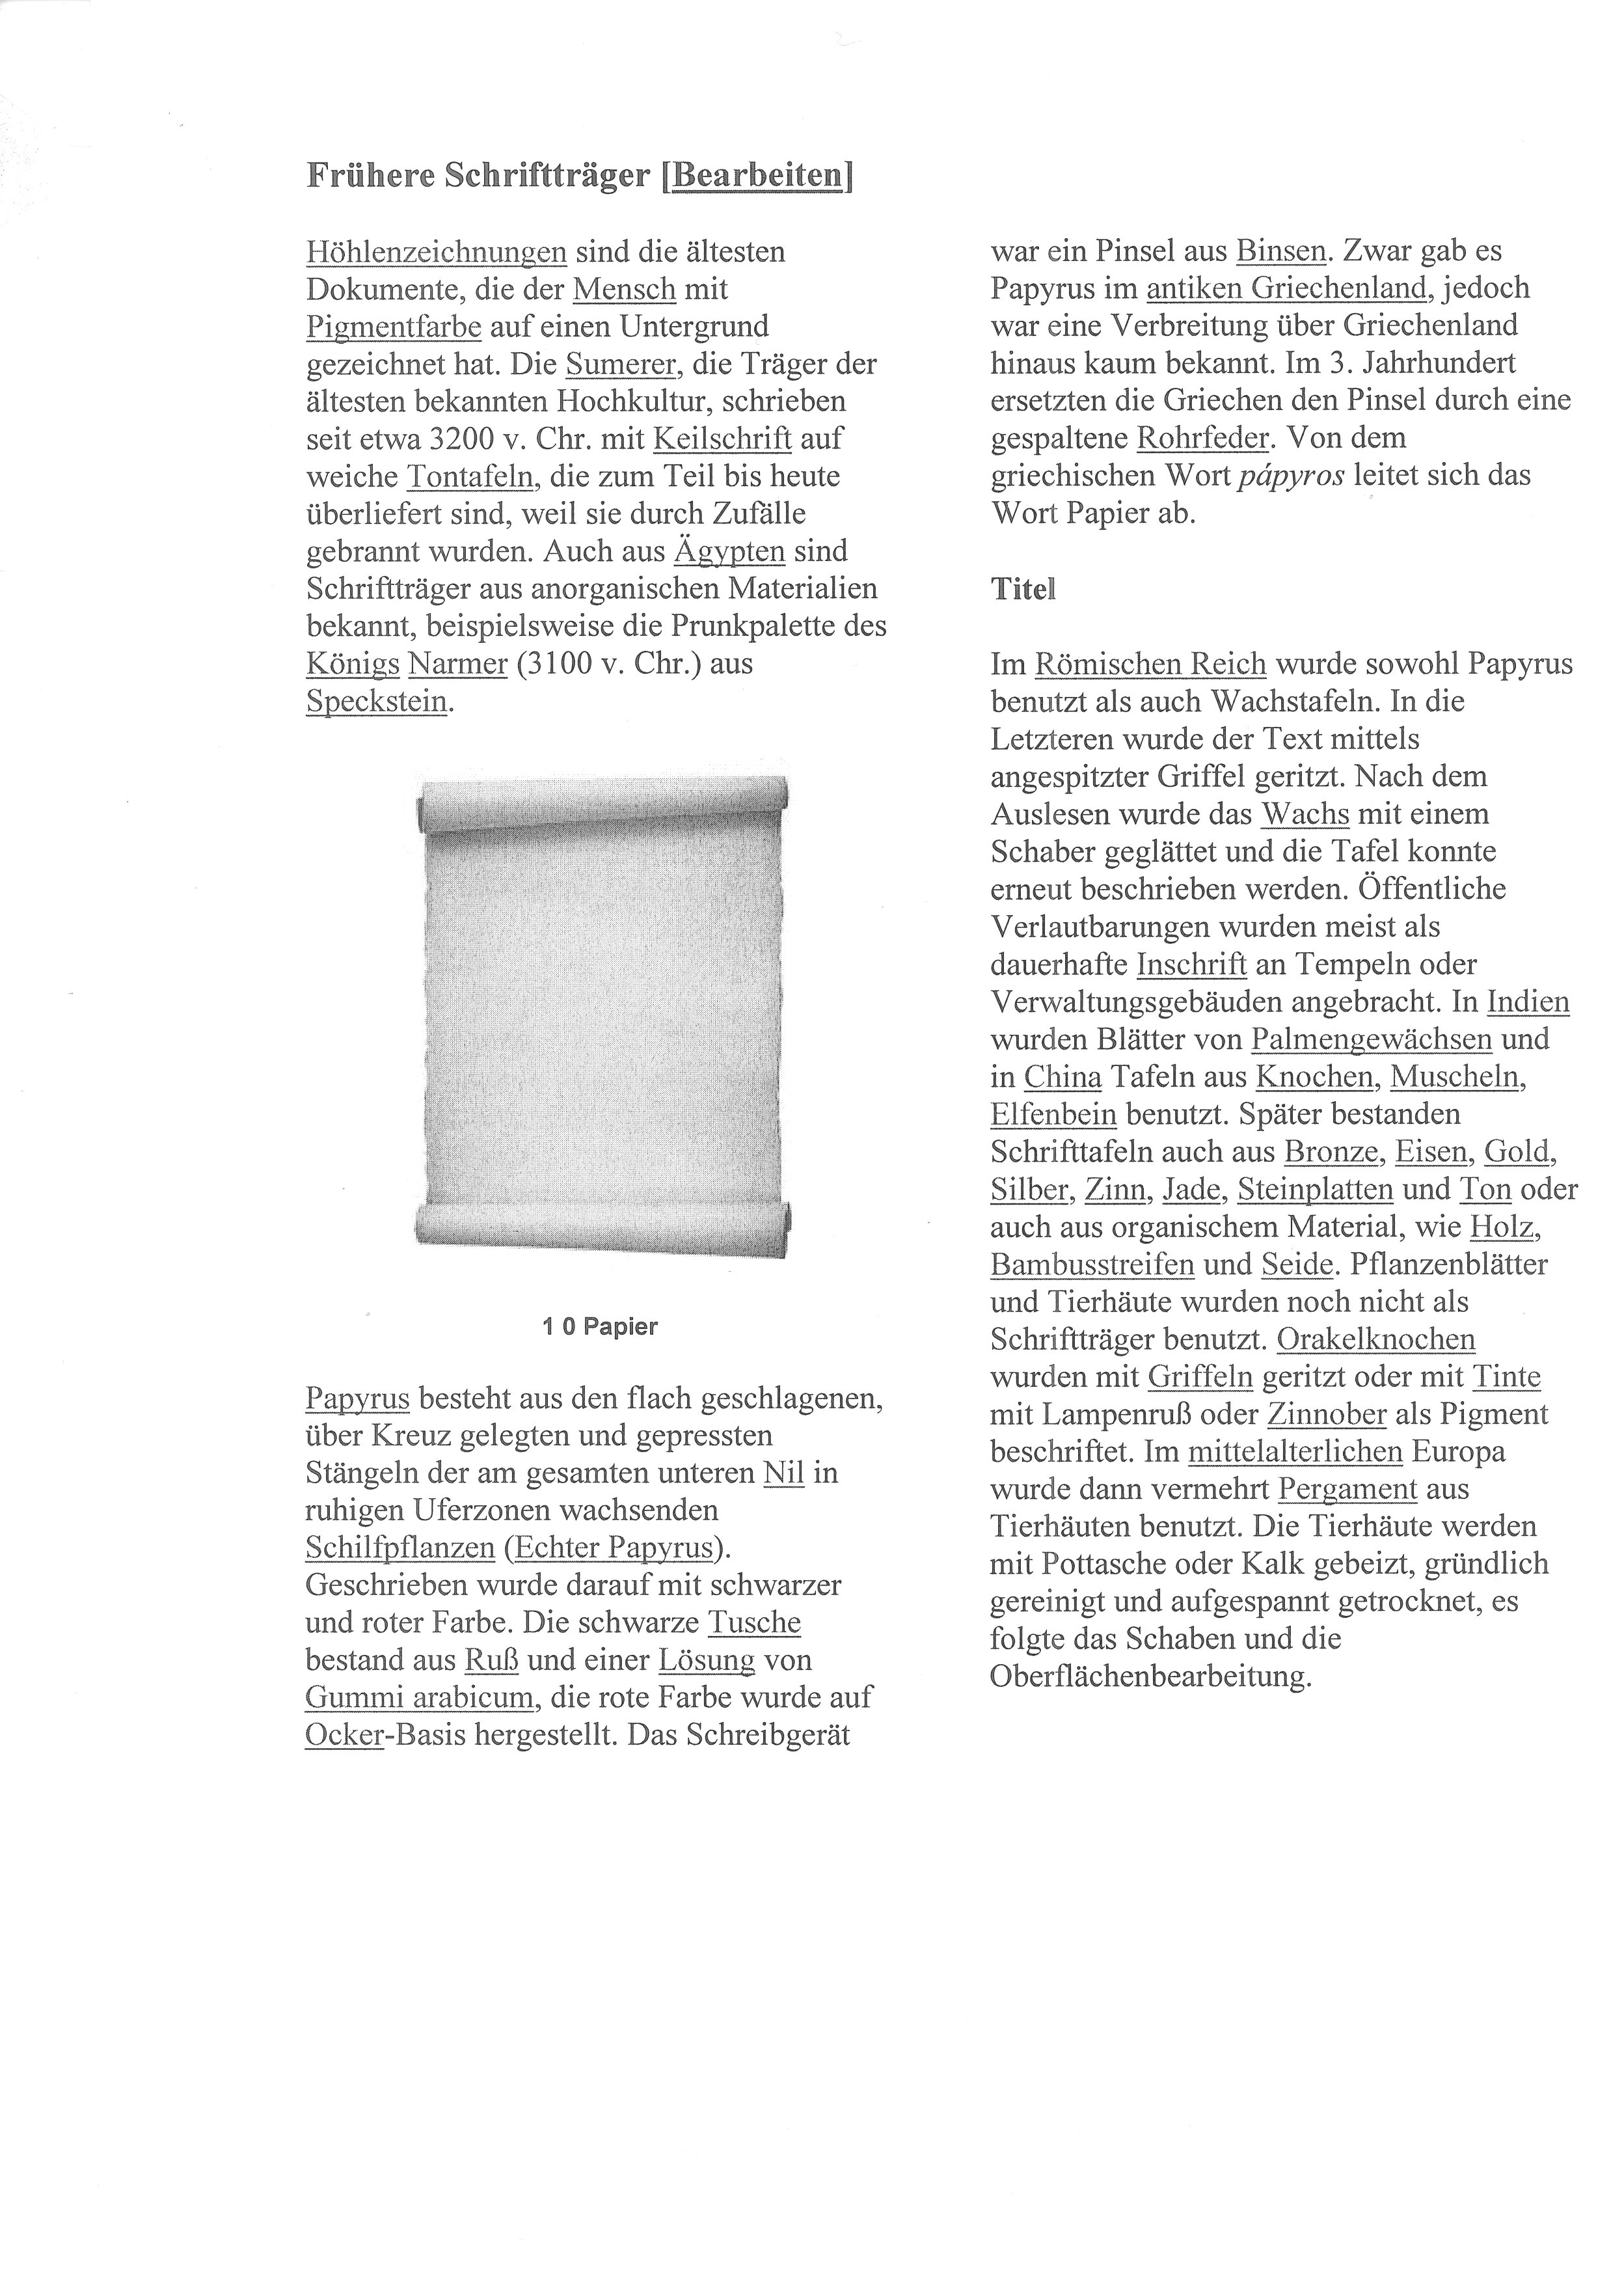 Frühere Schriftträger [Bearbeiten]
Höhlenzeichnungen sind die ältesten
Dokumente, die der Mensch mit
Pigmentfarbe auf einen Untergrund
gezeichnet hat. Die Sumerer, die Träger der
ältesten bekannten Hochkultur, schrieben
seit etwa 3200 v. Chr. mit Keilschrift auf
weiche Tontafeln, die zum Teil bis heute
überliefert sind, weil sie durch Zufälle
gebrannt wurden. Auch aus Ägypten sind
Schriftträger aus anorganischen Materialien
bekannt, beispielsweise die Prunkpalette des
Königs Narmer (3100 v. Chr.) aus
Speckstein.
1 0 Papier
Papyrus besteht aus den flach geschlagenen,
über Kreuz gelegten und gepressten
Stängeln der am gesamten unteren Nil in
ruhigen Uferzonen wachsenden
Schilfpflanzen (Echter Papyrus).
Geschrieben wurde darauf mit schwarzer
und roter Farbe. Die schwarze Tusche
bestand aus Ruß und einer Lösung von
Gummi arabicum, die rote Farbe wurde auf
Ocker-Basis hergestellt. Das Schreibgerät
war ein Pinsel aus Binsen. Zwar gab es
Papyrus im antiken Griechenland, jedoch
war eine Verbreitung über Griechenland
hinaus kaum bekannt. Im 3. Jahrhundert
ersetzten die Griechen den Pinsel durch eine
gespaltene Rohrfeder. Von dem
griechischen Wort pápyros leitet sich das
Wort Papier ab.
Titel
Im Römischen Reich wurde sowohl Papyrus
benutzt als auch Wachstafeln. In die
Letzteren wurde der Text mittels
angespitzter Griffel geritzt. Nach dem
Auslesen wurde das Wachs mit einem
Schaber geglättet und die Tafel konnte
erneut beschrieben werden. Öffentliche
Verlautbarungen wurden meist als
dauerhafte Inschrift an Tempeln oder
Verwaltungsgebäuden angebracht. In Indien
wurden Blätter von Palmengewächsen und
in China Tafeln aus Knochen, Muscheln,
Elfenbein benutzt. Später bestanden
Schrifttafeln auch aus Bronze, Eisen, Gold,
Silber, Zinn, Jade, Steinplatten und Ton oder
auch aus organischem Material, wie Holz,
Bambusstreifen und Seide. Pflanzenblätter
und Tierhäute wurden noch nicht als
Schriftträger benutzt. Orakelknochen
wurden mit Griffeln geritzt oder mit Tinte
mit Lampenruß oder Zinnober als Pigment
beschriftet. Im mittelalterlichen Europa
wurde dann vermehrt Pergament aus
Tierhäuten benutzt. Die Tierhäute werden
mit Pottasche oder Kalk gebeizt, gründlich
gereinigt und aufgespannt getrocknet, es
folgte das Schaben und die
Oberflächenbearbeitung.